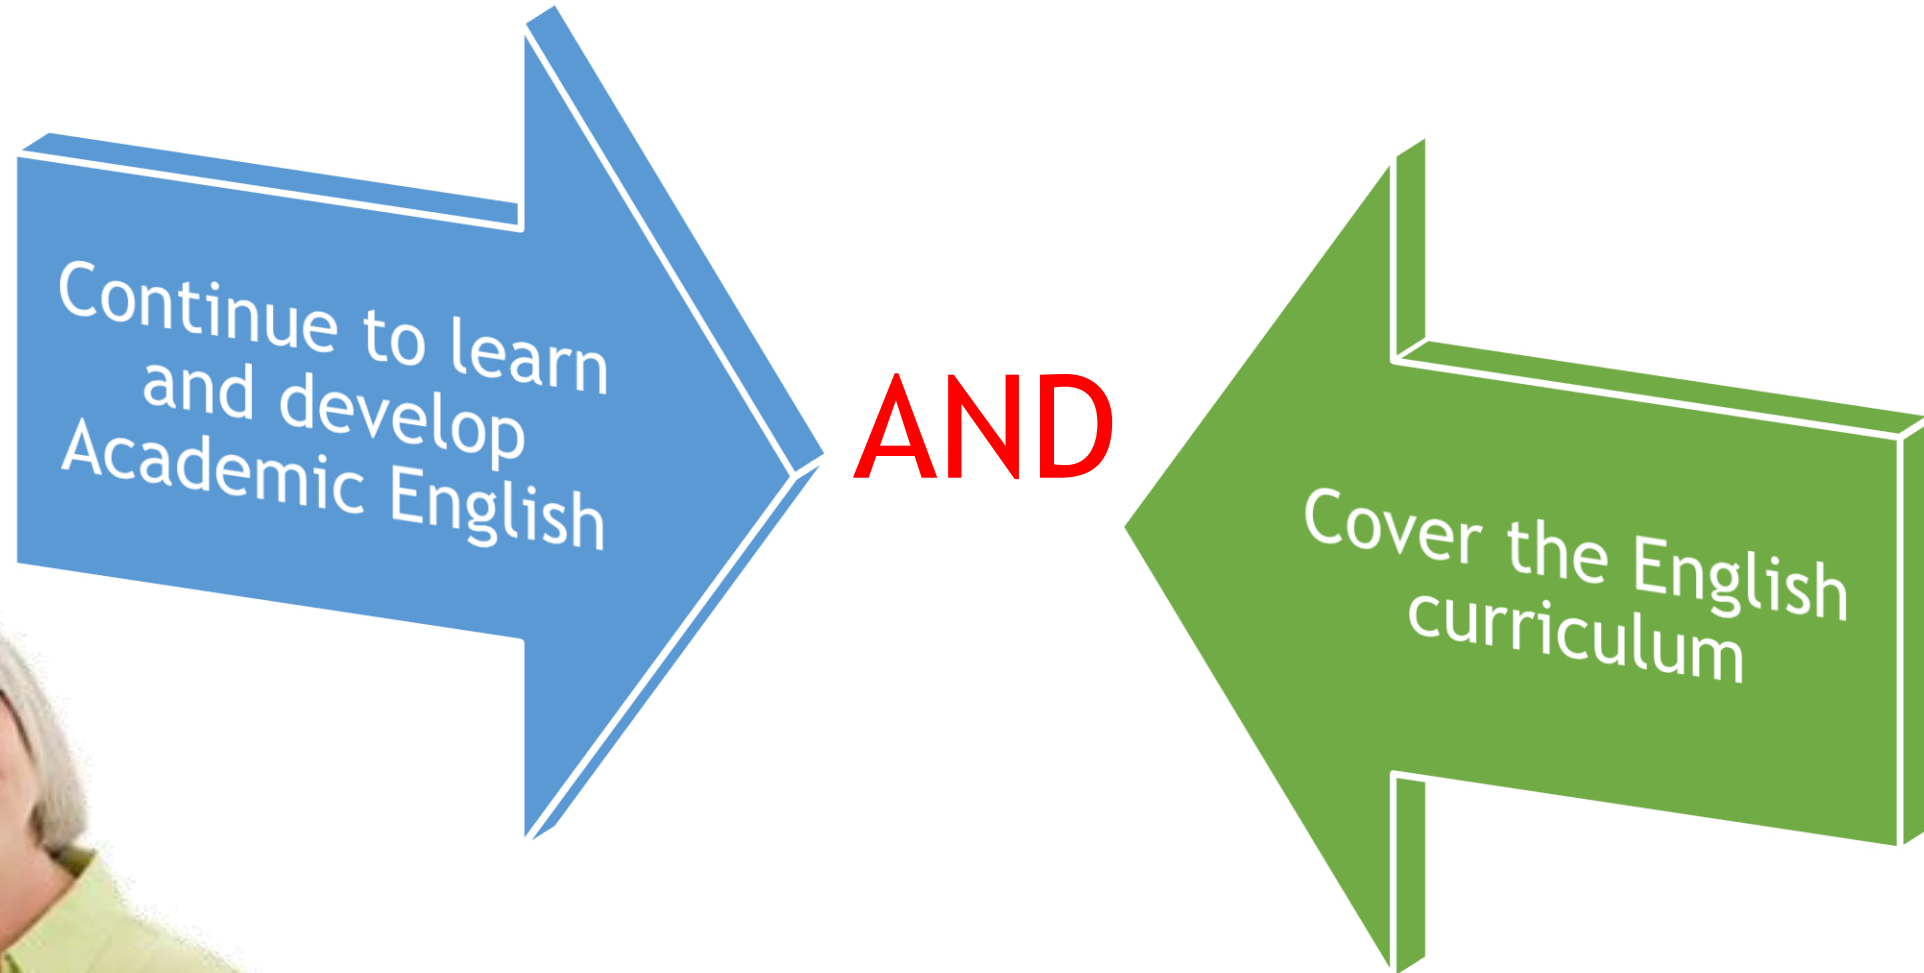 Continue to learn
and develop
Academic English
AND
Cover the English
curriculum